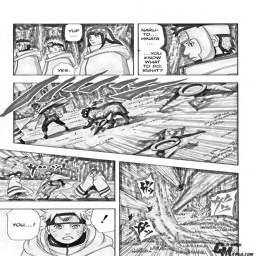 YUP...
YES.
NARU-
TO...
HINATA
...
...YOU
KNOW
WHAT
TO DO,
RIGHT?
YOU...!